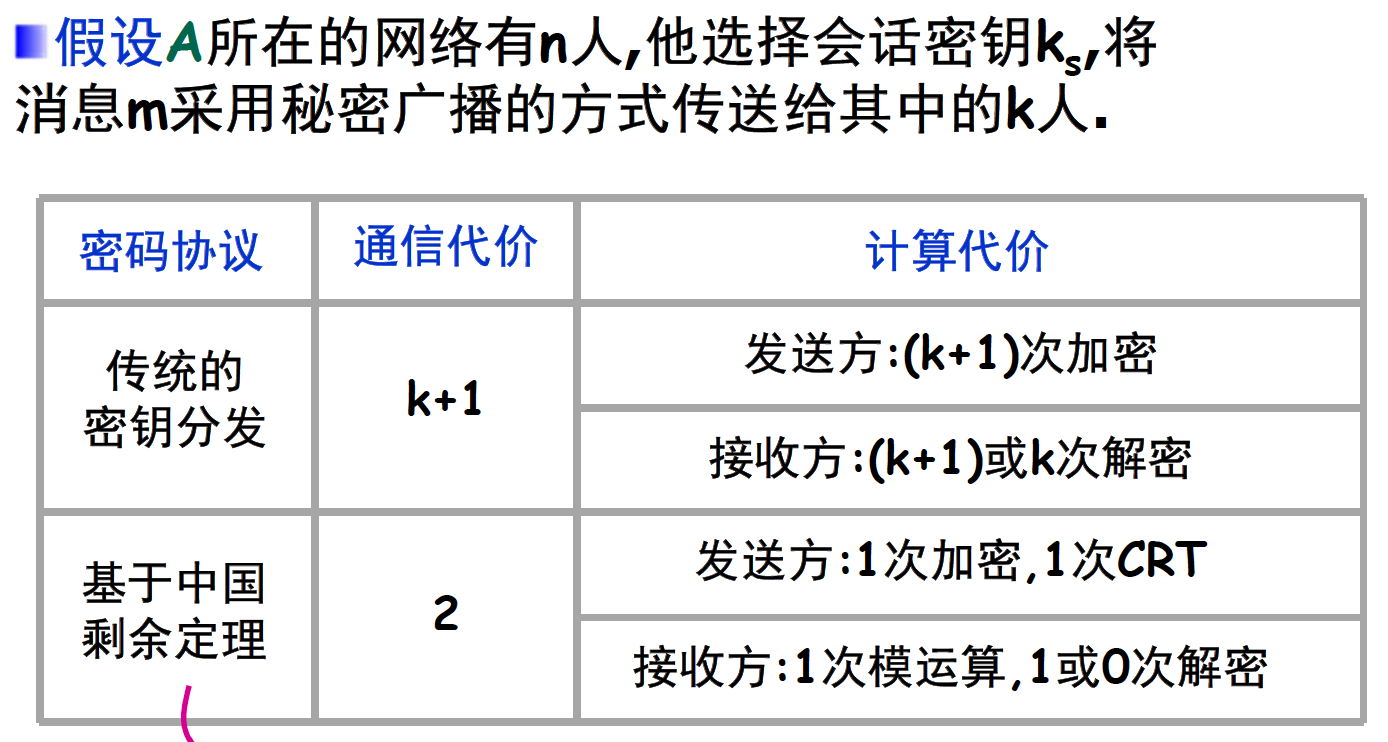 假设A所在的网络有n人,他选择会话密钥ks,将
消息m采用秘密广播的方式传送给其中的k人.
密码协议 通信代价 计算代价
传统的
密钥分发
k+1
发送方:(k+1)次加密
接收方:(k+1)或k次解密
基于中国
剩余定理
2
发送方:1次加密,1次CRT
接收方:1次模运算,1或0次解密